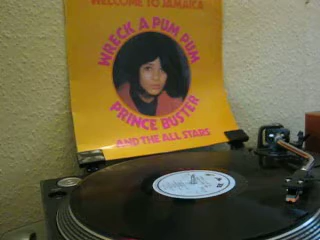 WELCOME TO JAMAICA
WRECK A PUM PUM
PRINCE BUSTER
AND THE ALL STARS